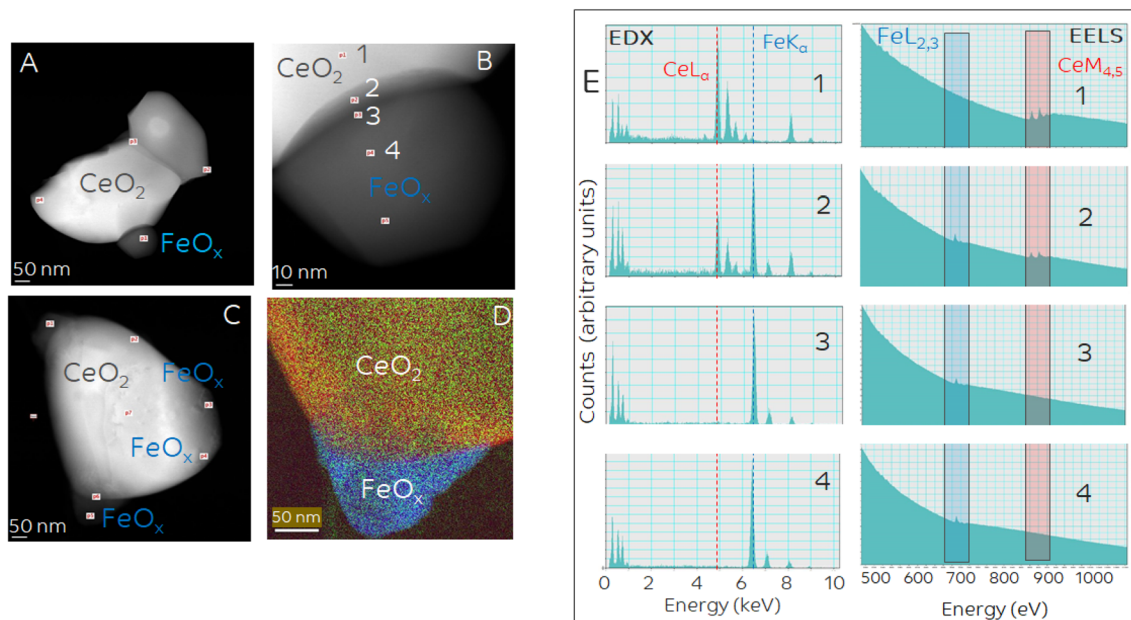 A
CeO₂
FeOₓ
50 nm
B
CeO₂
1
2
3
4
FeOₓ
10 nm
C
CeO₂
FeOₓ
FeOₓ
FeOₓ
50 nm
D
CeO₂
FeOₓ
50 nm
E
EDX
FeKα
CeLα
1
2
3
4
FeL₂,₃
EELS
CeM₄,₅
1
2
3
4
Counts (arbitrary units)
0 2 4 6 8 10
Energy (keV)
500 600 700 800 900 1000
Energy (eV)